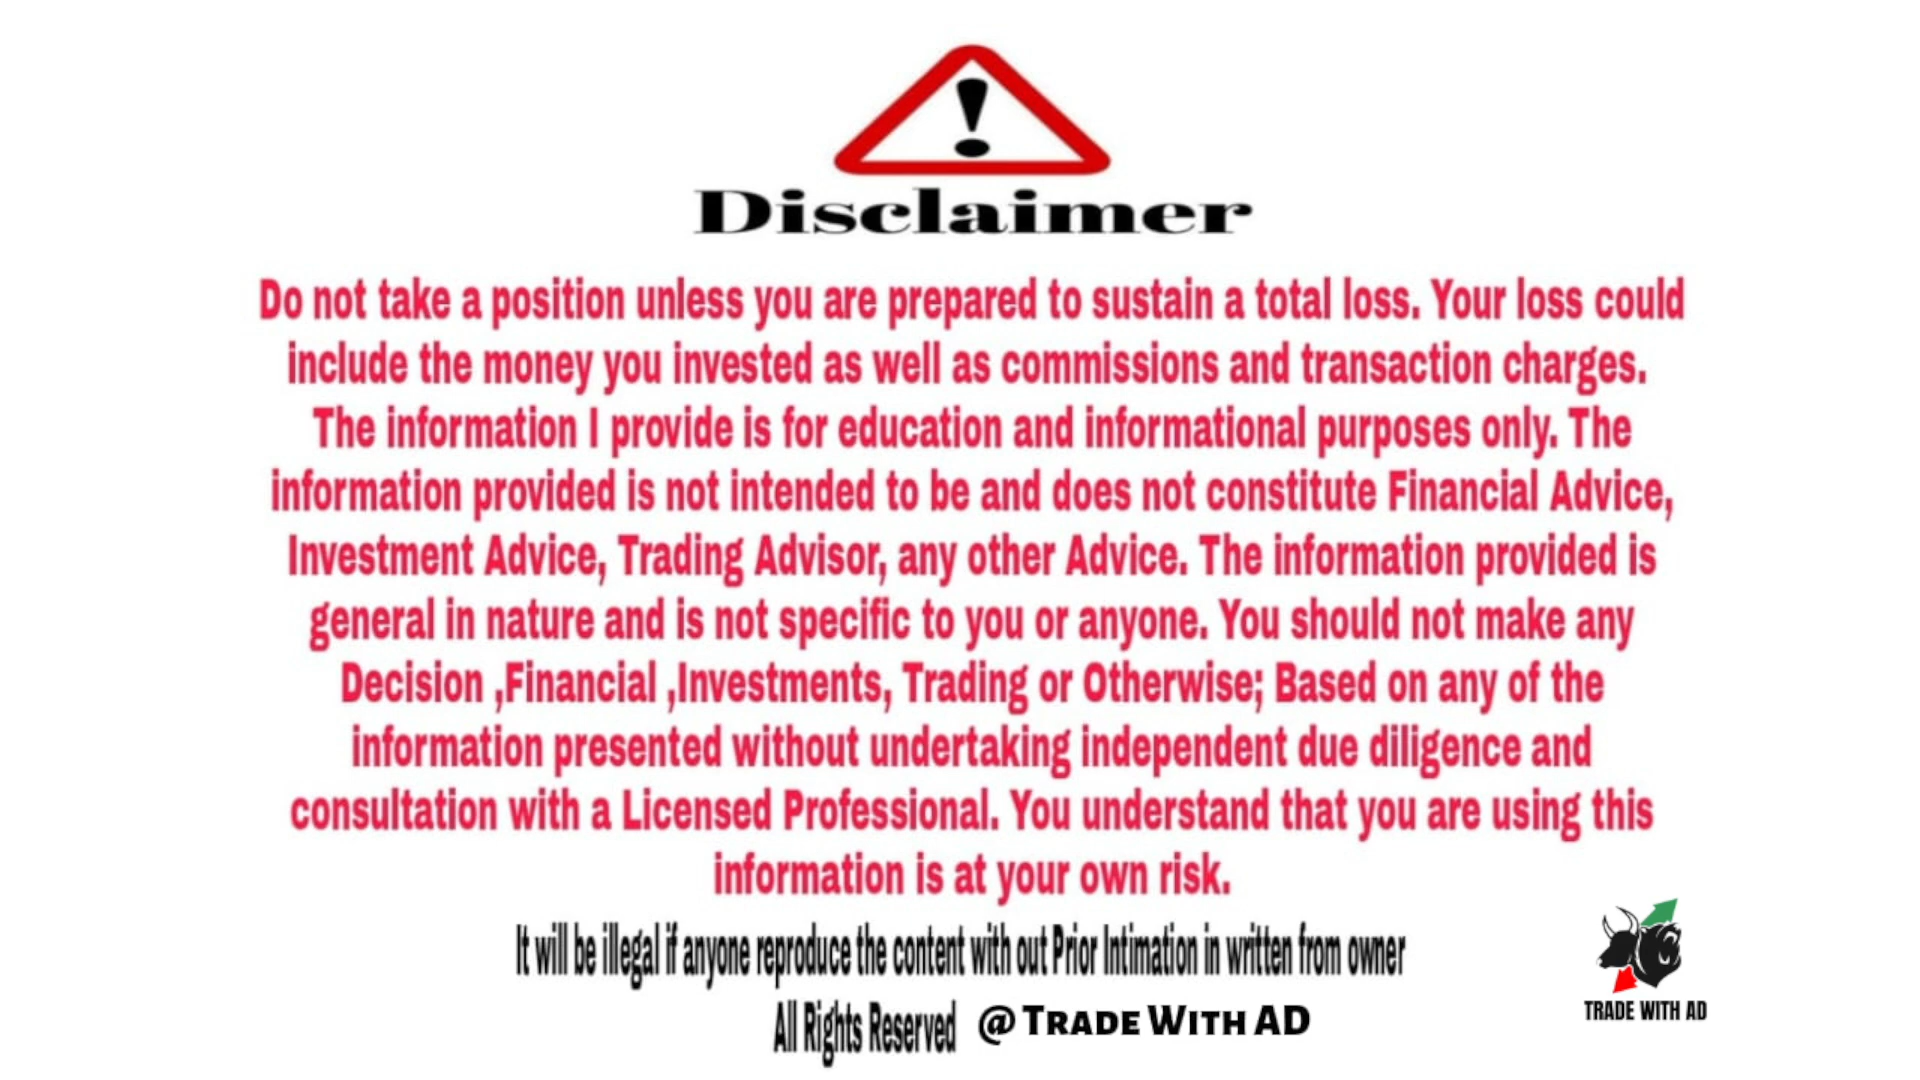 Disclaimer
Do not take a position unless you are prepared to sustain a total loss. Your loss could
include the money you invested as well as commissions and transaction charges.
The information I provide is for education and informational purposes only. The
information provided is not intended to be and does not constitute Financial Advice,
Investment Advice, Trading Advisor, any other Advice. The information provided is
general in nature and is not specific to you or anyone. You should not make any
Decision ,Financial ,Investments, Trading or Otherwise; Based on any of the
information presented without undertaking independent due diligence and
consultation with a Licensed Professional. You understand that you are using this
information is at your own risk.
It will be illegal if anyone reproduce the content with out Prior Intimation in written from owner
All Rights Reserved @ Trade With AD
TRADE WITH AD